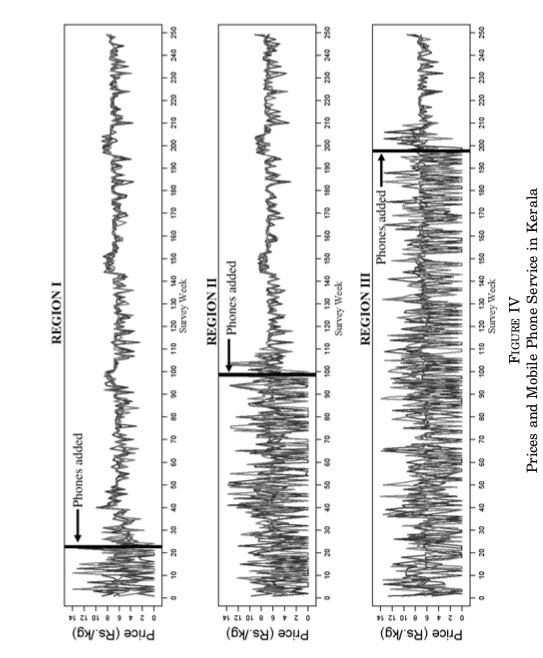 REGION I
Price (Rs./kg)
0 2 4 6 8 10 12 14
Phones added
0 10 20 30 40 50 60 70 80 90 100 110 120 130 140 150 160 170 180 190 200 210 220 230 240 250
Survey Week
REGION II
Price (Rs./kg)
0 2 4 6 8 10 12 14
Phones added
0 10 20 30 40 50 60 70 80 90 100 110 120 130 140 150 160 170 180 190 200 210 220 230 240 250
Survey Week
REGION III
Price (Rs./kg)
0 2 4 6 8 10 12 14
Phones added
0 10 20 30 40 50 60 70 80 90 100 110 120 130 140 150 160 170 180 190 200 210 220 230 240 250
Survey Week
FIGURE IV
Prices and Mobile Phone Service in Kerala